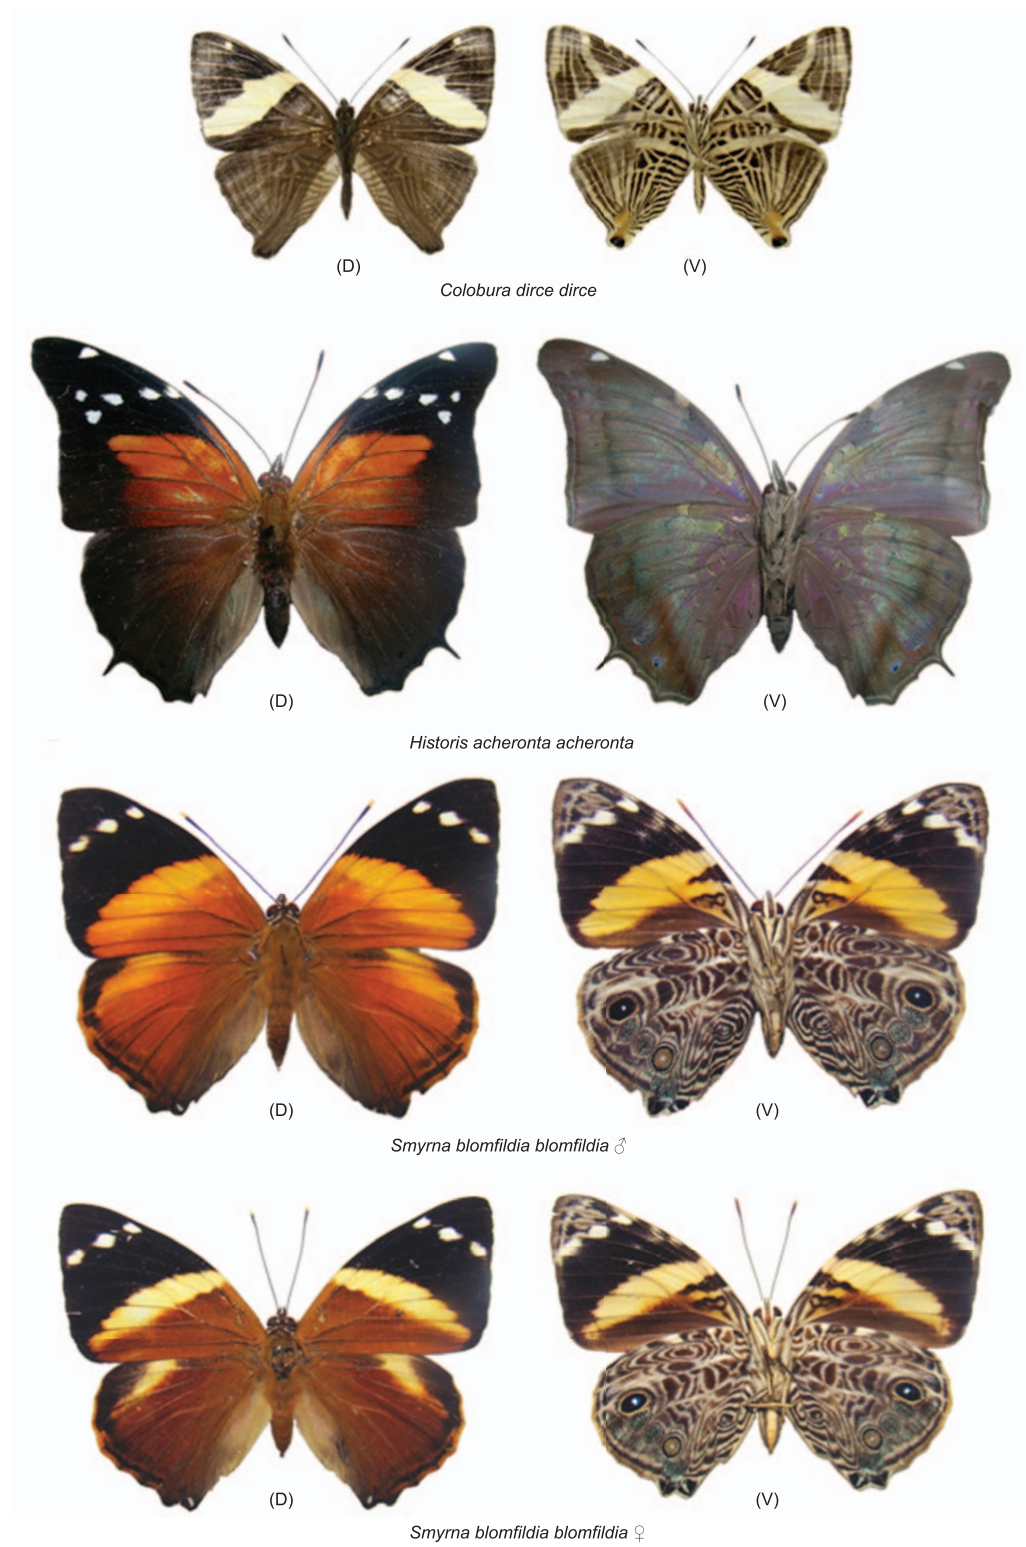 (D) (V)
Colobura dirce dirce
(D) (V)
Historis acheronta acheronta
(D) (V)
Smyrna blomfildia blomfildia ♂
(D) (V)
Smyrna blomfildia blomfildia ♀